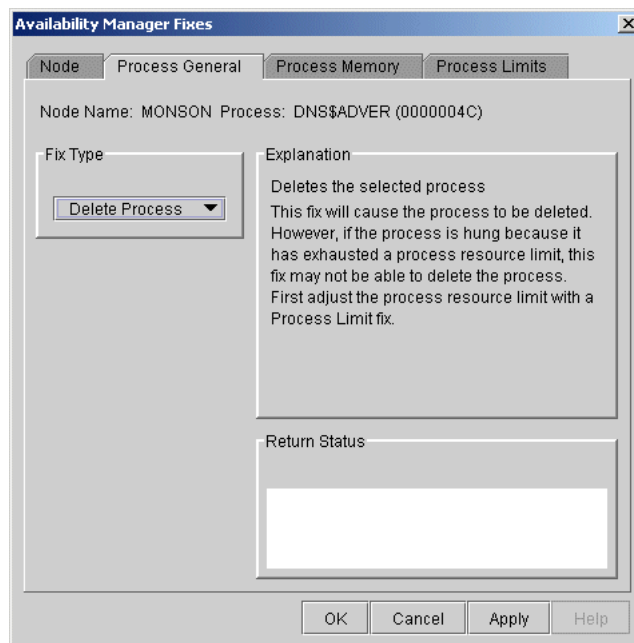 Availability Manager Fixes
Node
Process General
Process Memory
Process Limits
Node Name: MONSON Process: DNS$ADVER (0000004C)
Fix Type
Delete Process
Explanation
Deletes the selected process
This fix will cause the process to be deleted.
However, if the process is hung because it
has exhausted a process resource limit, this
fix may not be able to delete the process.
First adjust the process resource limit with a
Process Limit fix.
Return Status
OK
Cancel
Apply
Help